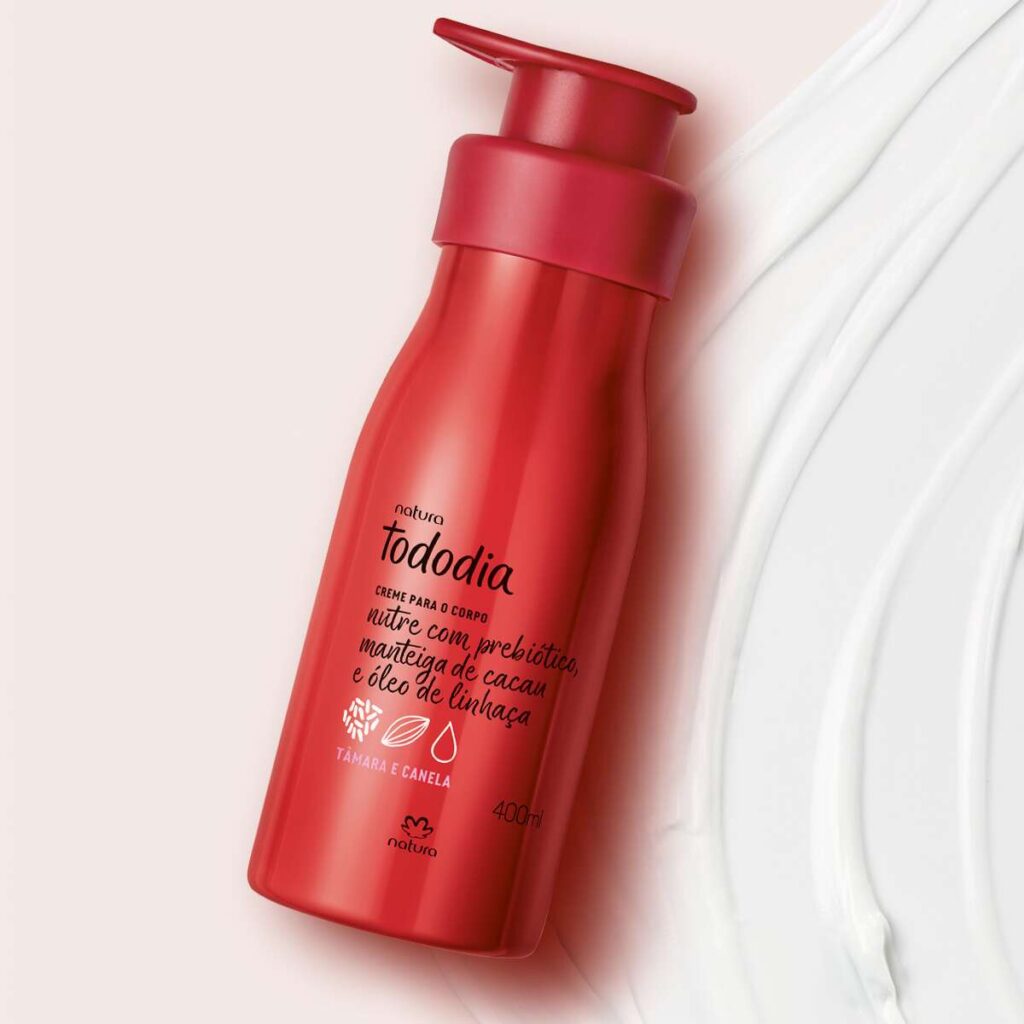 natura
tododia
CREME PARA O CORPO
nutre com prebiótico,
manteiga de cacau
e óleo de linhaça
TÂMARA E CANELA
400ml
natura